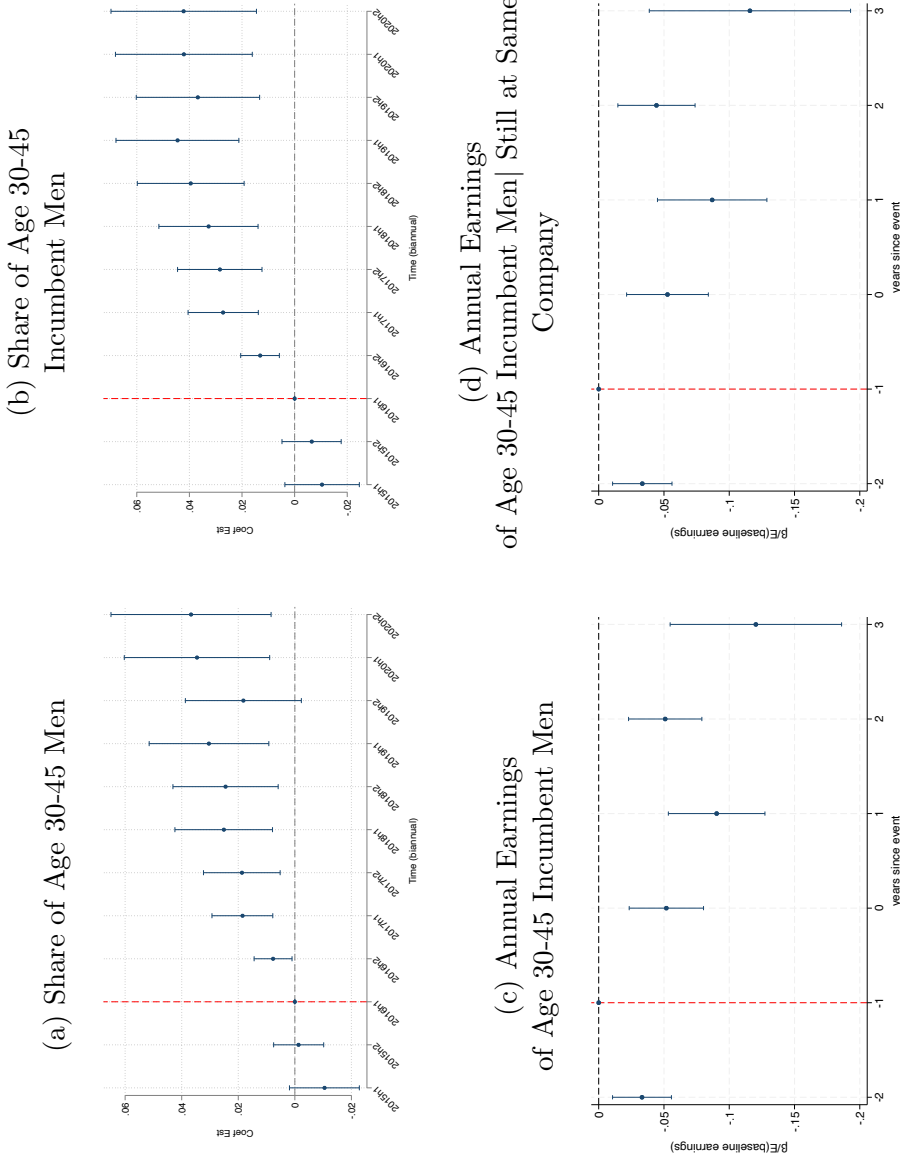 (a) Share of Age 30-45 Men
Coef Est
.06
.04
.02
0
-.02
2015h1
2015h2
2016h1
2016h2
2017h1
2017h2
2018h1
2018h2
2019h1
2019h2
2020h1
2020h2
Time (biannual)
(b) Share of Age 30-45
Incumbent Men
Coef Est
.06
.04
.02
0
-.02
2015h1
2015h2
2016h1
2016h2
2017h1
2017h2
2018h1
2018h2
2019h1
2019h2
2020h1
2020h2
Time (biannual)
(c) Annual Earnings
of Age 30-45 Incumbent Men
β/E(baseline earnings)
0
-.05
-.1
-.15
-.2
-2
-1
0
1
2
3
years since event
(d) Annual Earnings
of Age 30-45 Incumbent Men| Still at Same
Company
β/E(baseline earnings)
0
-.05
-.1
-.15
-.2
-2
-1
0
1
2
3
years since event